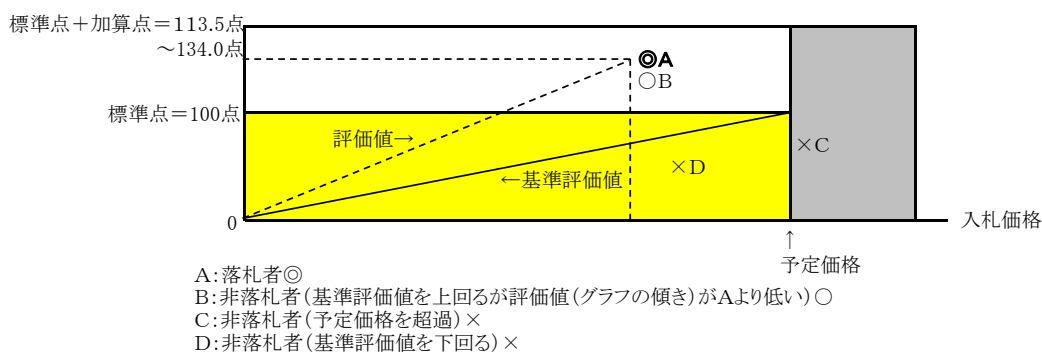 標準点＋加算点＝113.5点
～134.0点
◎A
○B
標準点＝100点
評価値→
×C
×D
←基準評価値
0
入札価格
↑
予定価格
A：落札者◎
B：非落札者（基準評価値を上回るが評価値（グラフの傾き）がAより低い）○
C：非落札者（予定価格を超過）×
D：非落札者（基準評価値を下回る）×